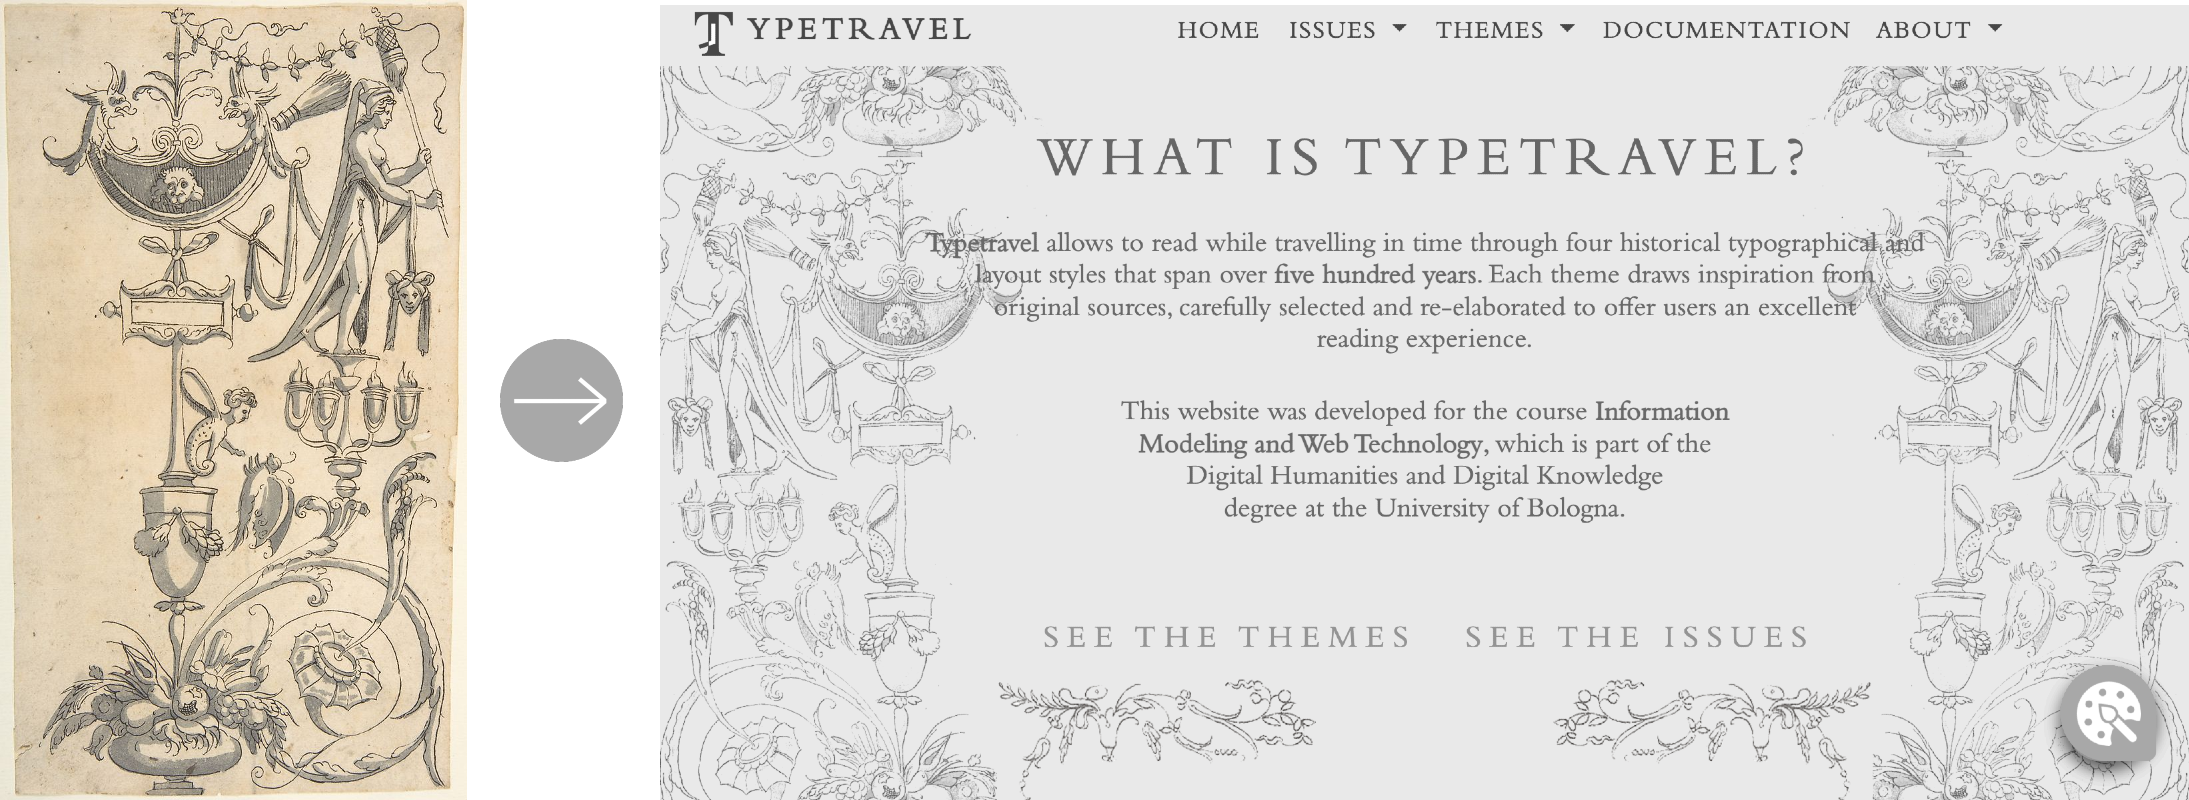 TYPETRAVEL
HOME ISSUES THEMES DOCUMENTATION ABOUT
WHAT IS TYPETRAVEL?
Typetravel allows to read while travelling in time through four historical typographical and
layout styles that span over five hundred years. Each theme draws inspiration from
original sources, carefully selected and re-elaborated to offer users an excellent
reading experience.
This website was developed for the course Information
Modeling and Web Technology, which is part of the
Digital Humanities and Digital Knowledge
degree at the University of Bologna.
SEE THE THEMES SEE THE ISSUES